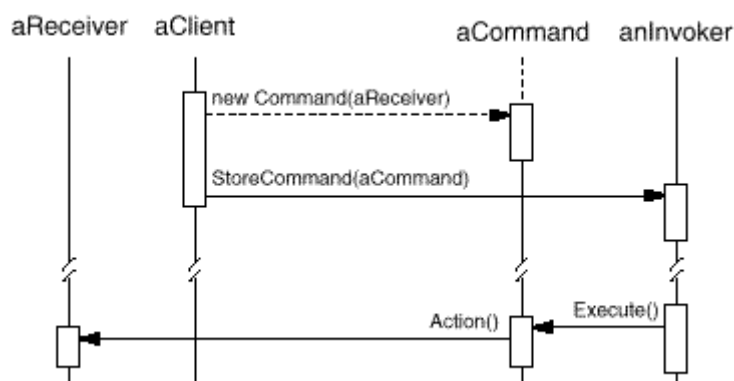 aReceiver aClient aCommand anInvoker
new Command(aReceiver)
StoreCommand(aCommand)
Action() Execute()